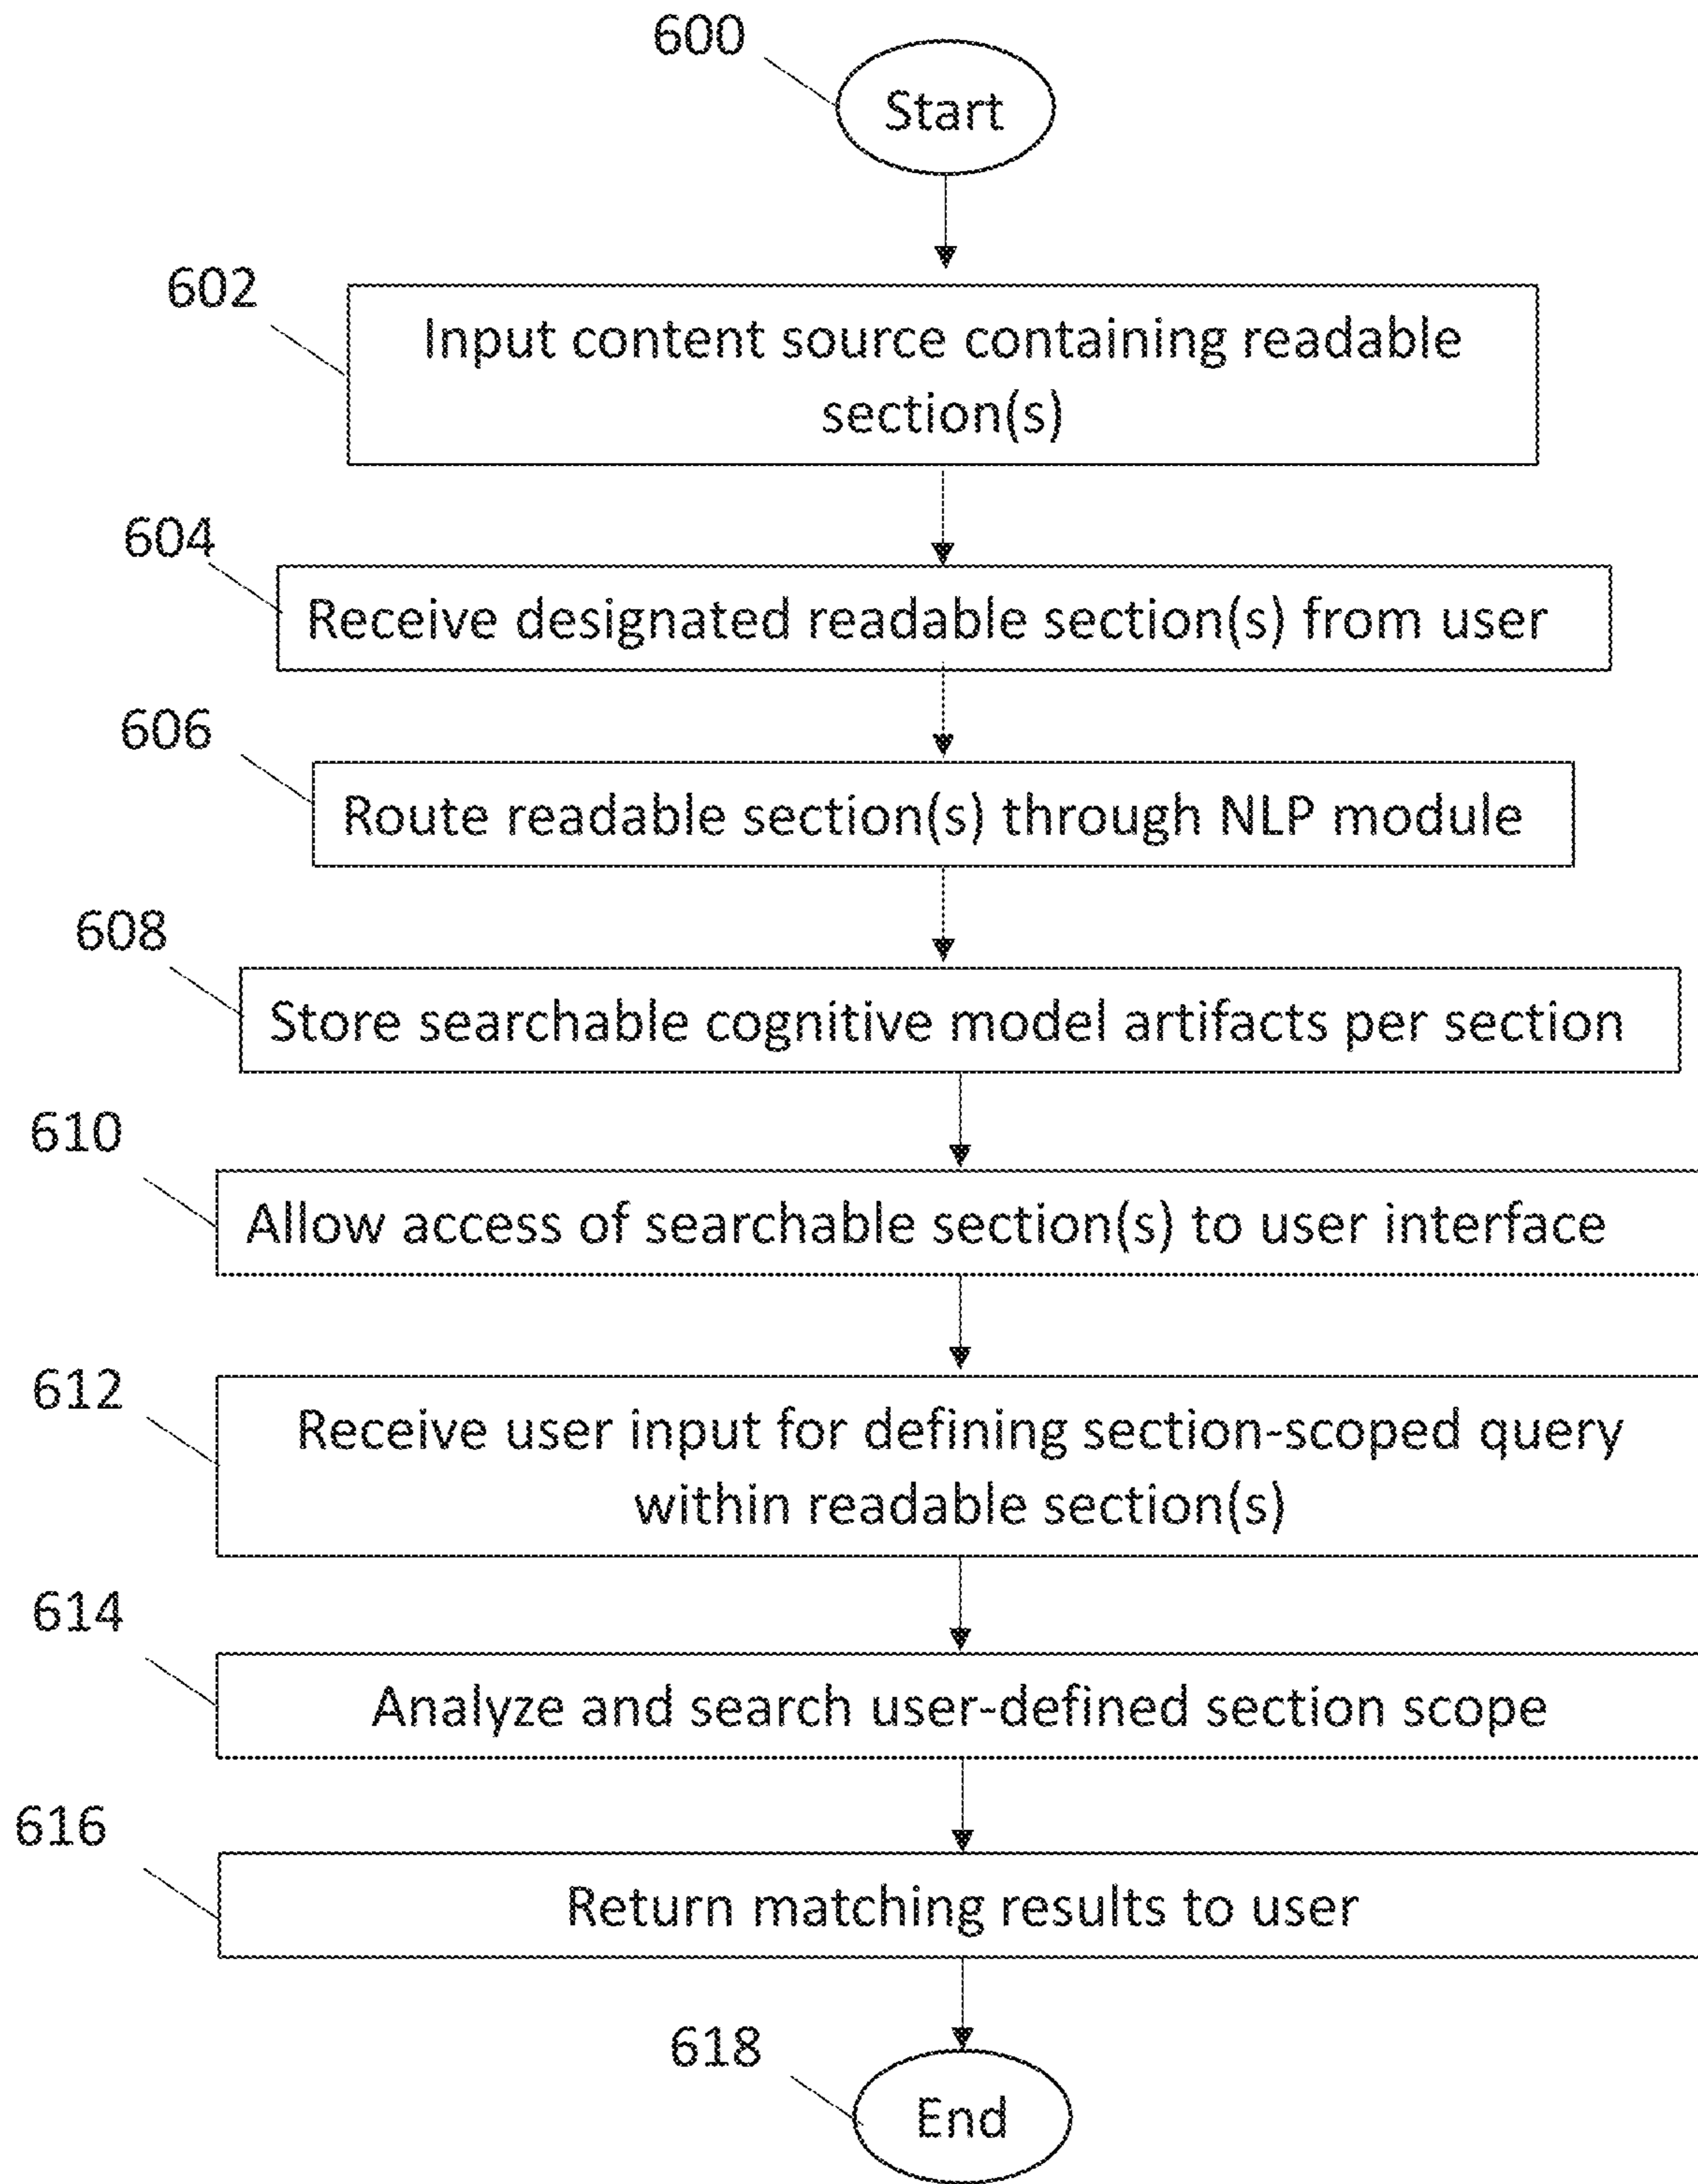 600
Start
602
Input content source containing readable
section(s)
604
Receive designated readable section(s) from user
606
Route readable section(s) through NLP module
608
Store searchable cognitive model artifacts per section
610
Allow access of searchable section(s) to user interface
612
Receive user input for defining section-scoped query
within readable section(s)
614
Analyze and search user-defined section scope
616
Return matching results to user
618
End